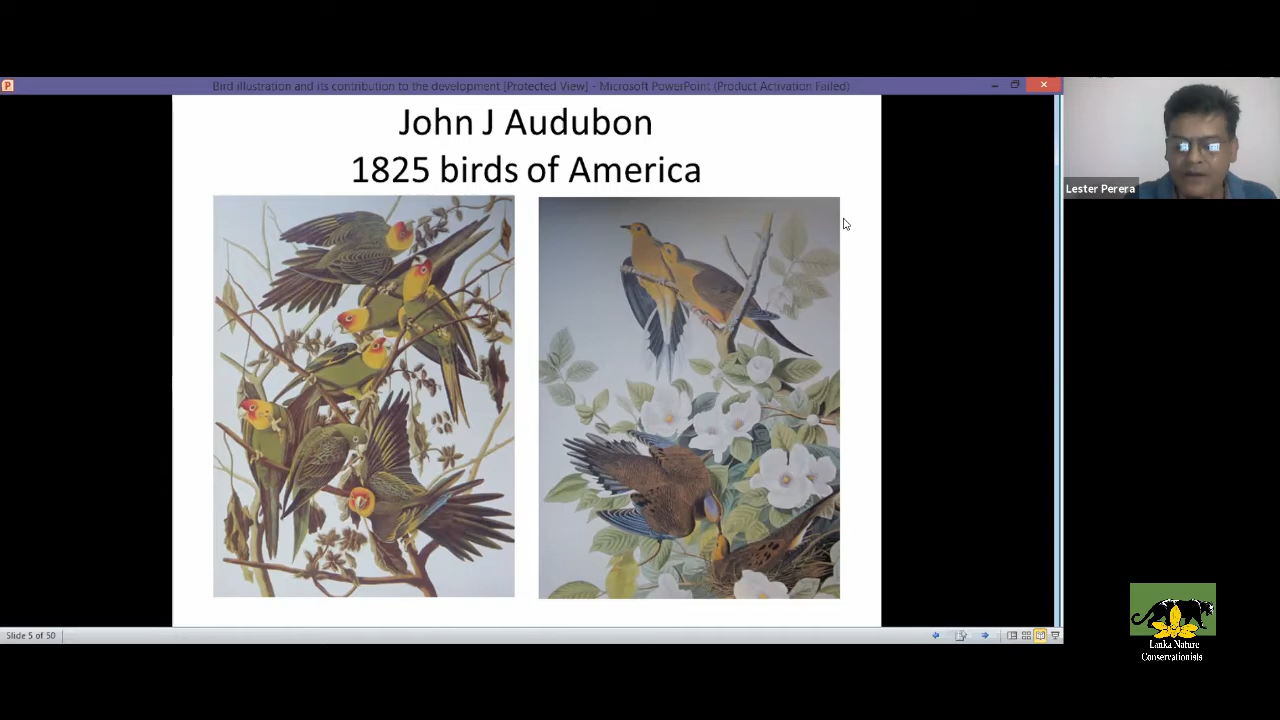 Bird illustration and its contribution to the development [Protected View] - Microsoft PowerPoint (Product Activation Failed)
John J Audubon
1825 birds of America
Lester Perera
Slide 5 of 50
Lanka Nature
Conservationists